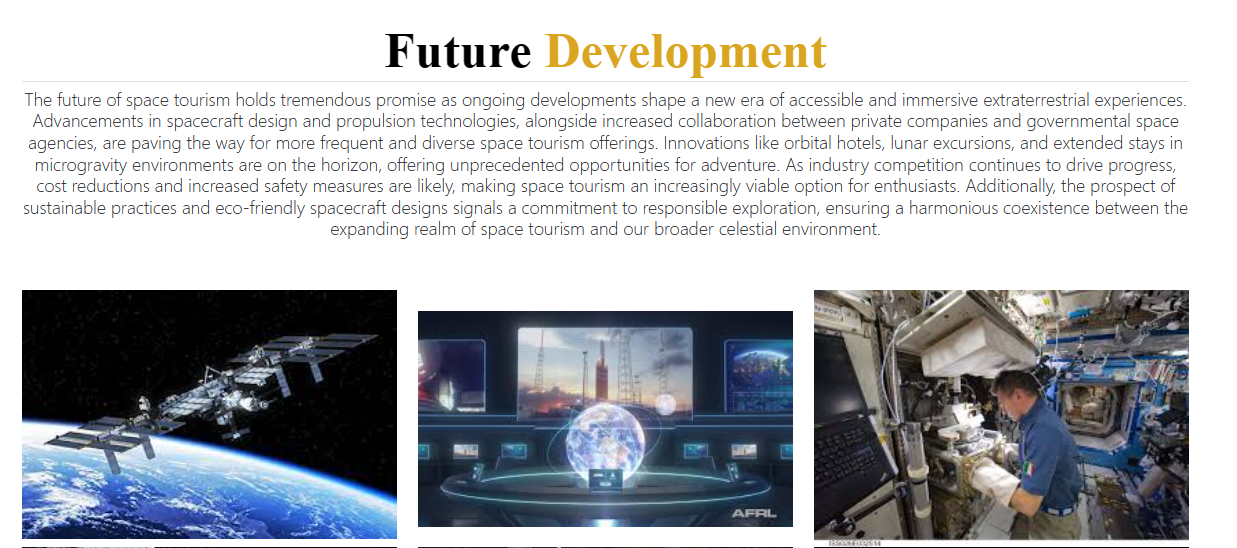 Future Development
The future of space tourism holds tremendous promise as ongoing developments shape a new era of accessible and immersive extraterrestrial experiences.
Advancements in spacecraft design and propulsion technologies, alongside increased collaboration between private companies and governmental space
agencies, are paving the way for more frequent and diverse space tourism offerings. Innovations like orbital hotels, lunar excursions, and extended stays in
microgravity environments are on the horizon, offering unprecedented opportunities for adventure. As industry competition continues to drive progress,
cost reductions and increased safety measures are likely, making space tourism an increasingly viable option for enthusiasts. Additionally, the prospect of
sustainable practices and eco-friendly spacecraft designs signals a commitment to responsible exploration, ensuring a harmonious coexistence between the
expanding realm of space tourism and our broader celestial environment.
AFRL